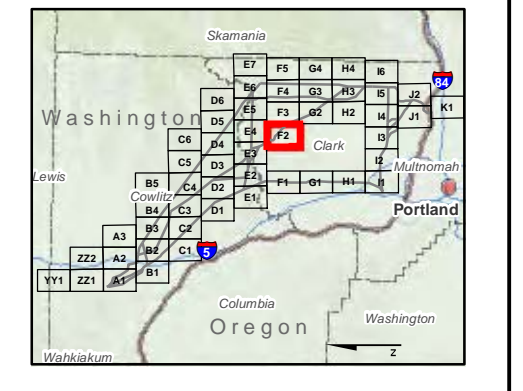 Skamania
E7 F5 G4 H4 I6
84
E6 F4 G3 H3 I5 J2
D6 K1
Washington
E5 F3 G2 H2 I4 J1
D5
C6 E4 F2 Clark I3
D4
C5 E3 I2
Lewis D3 Multnomah
B5 C4 D2 E2 F1 G1 H1 I1
Cowlitz
B4 C3 D1 E1 Portland
A3 B3 C2
ZZ2 A2 B2 C1 5
YY1 ZZ1 A1 B1
Columbia
Oregon Washington
Z
Wahkiakum